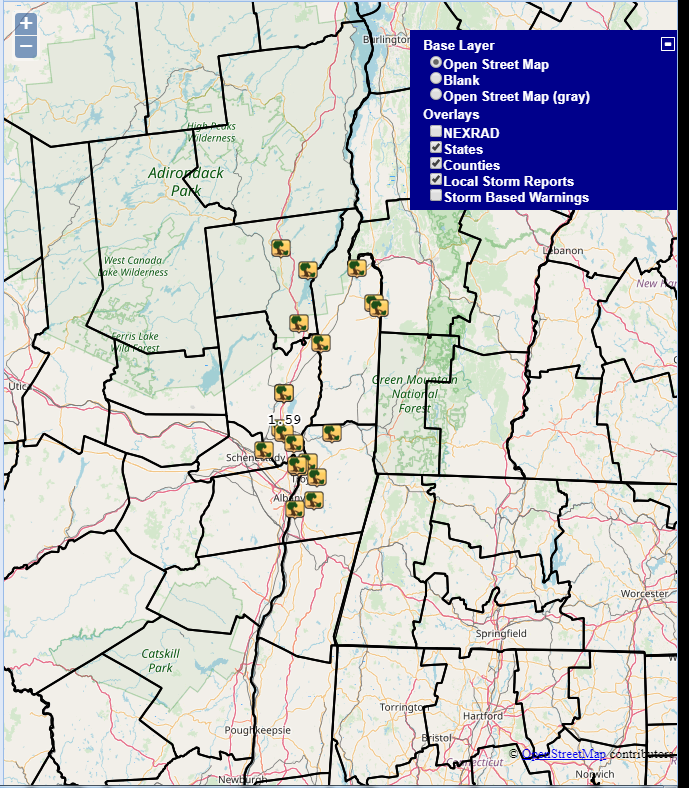 +
−
Burlington
Base Layer
Open Street Map
Blank
Open Street Map (gray)
Overlays
NEXRAD
States
Counties
Local Storm Reports
Storm Based Warnings
High Peaks
Wilderness
Adirondack
Park
Lebanon
West Canada
Lake Wilderness
New Ha
Ferris Lake
Wild Forest
Utica
Green Mountain
National
Forest
1.59
Schenectady
Troy
Albany
Worcester
Springfield
Catskill
Park
Torrington
Hartford
Poughkeepsie
Bristol
© OpenStreetMap contributors
necticut
Norwich
Newburgh